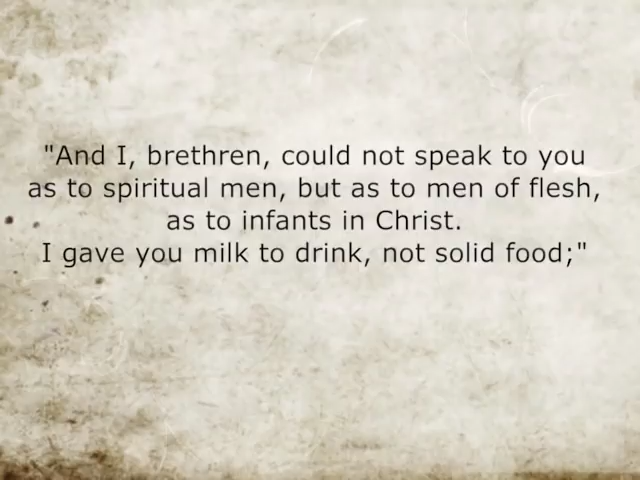 "And I, brethren, could not speak to you
as to spiritual men, but as to men of flesh,
as to infants in Christ.
I gave you milk to drink, not solid food;"